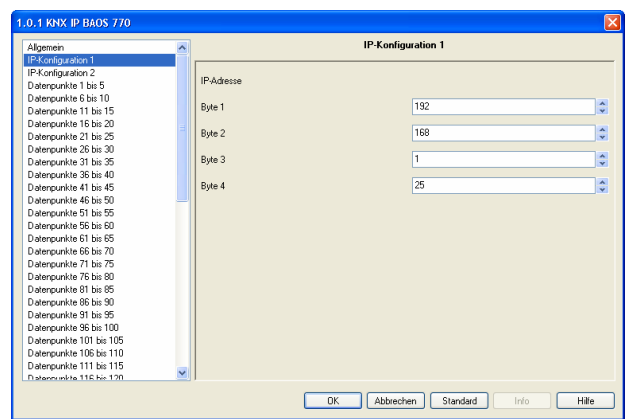 1.0.1 KNX IP BAOS 770
Allgemein
IP-Konfiguration 1
IP-Konfiguration 2
Datenpunkte 1 bis 5
Datenpunkte 6 bis 10
Datenpunkte 11 bis 15
Datenpunkte 16 bis 20
Datenpunkte 21 bis 25
Datenpunkte 26 bis 30
Datenpunkte 31 bis 35
Datenpunkte 36 bis 40
Datenpunkte 41 bis 45
Datenpunkte 46 bis 50
Datenpunkte 51 bis 55
Datenpunkte 56 bis 60
Datenpunkte 61 bis 65
Datenpunkte 66 bis 70
Datenpunkte 71 bis 75
Datenpunkte 76 bis 80
Datenpunkte 81 bis 85
Datenpunkte 86 bis 90
Datenpunkte 91 bis 95
Datenpunkte 96 bis 100
Datenpunkte 101 bis 105
Datenpunkte 106 bis 110
Datenpunkte 111 bis 115
Datenpunkte 116 bis 120
IP-Konfiguration 1
IP-Adresse
Byte 1 192
Byte 2 168
Byte 3 1
Byte 4 25
OK Abbrechen Standard Info Hilfe